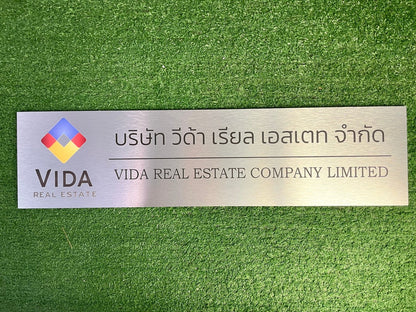 VIDA
REAL ESTATE
บริษัท วีด้า เรียล เอสเตท จำกัด
VIDA REAL ESTATE COMPANY LIMITED